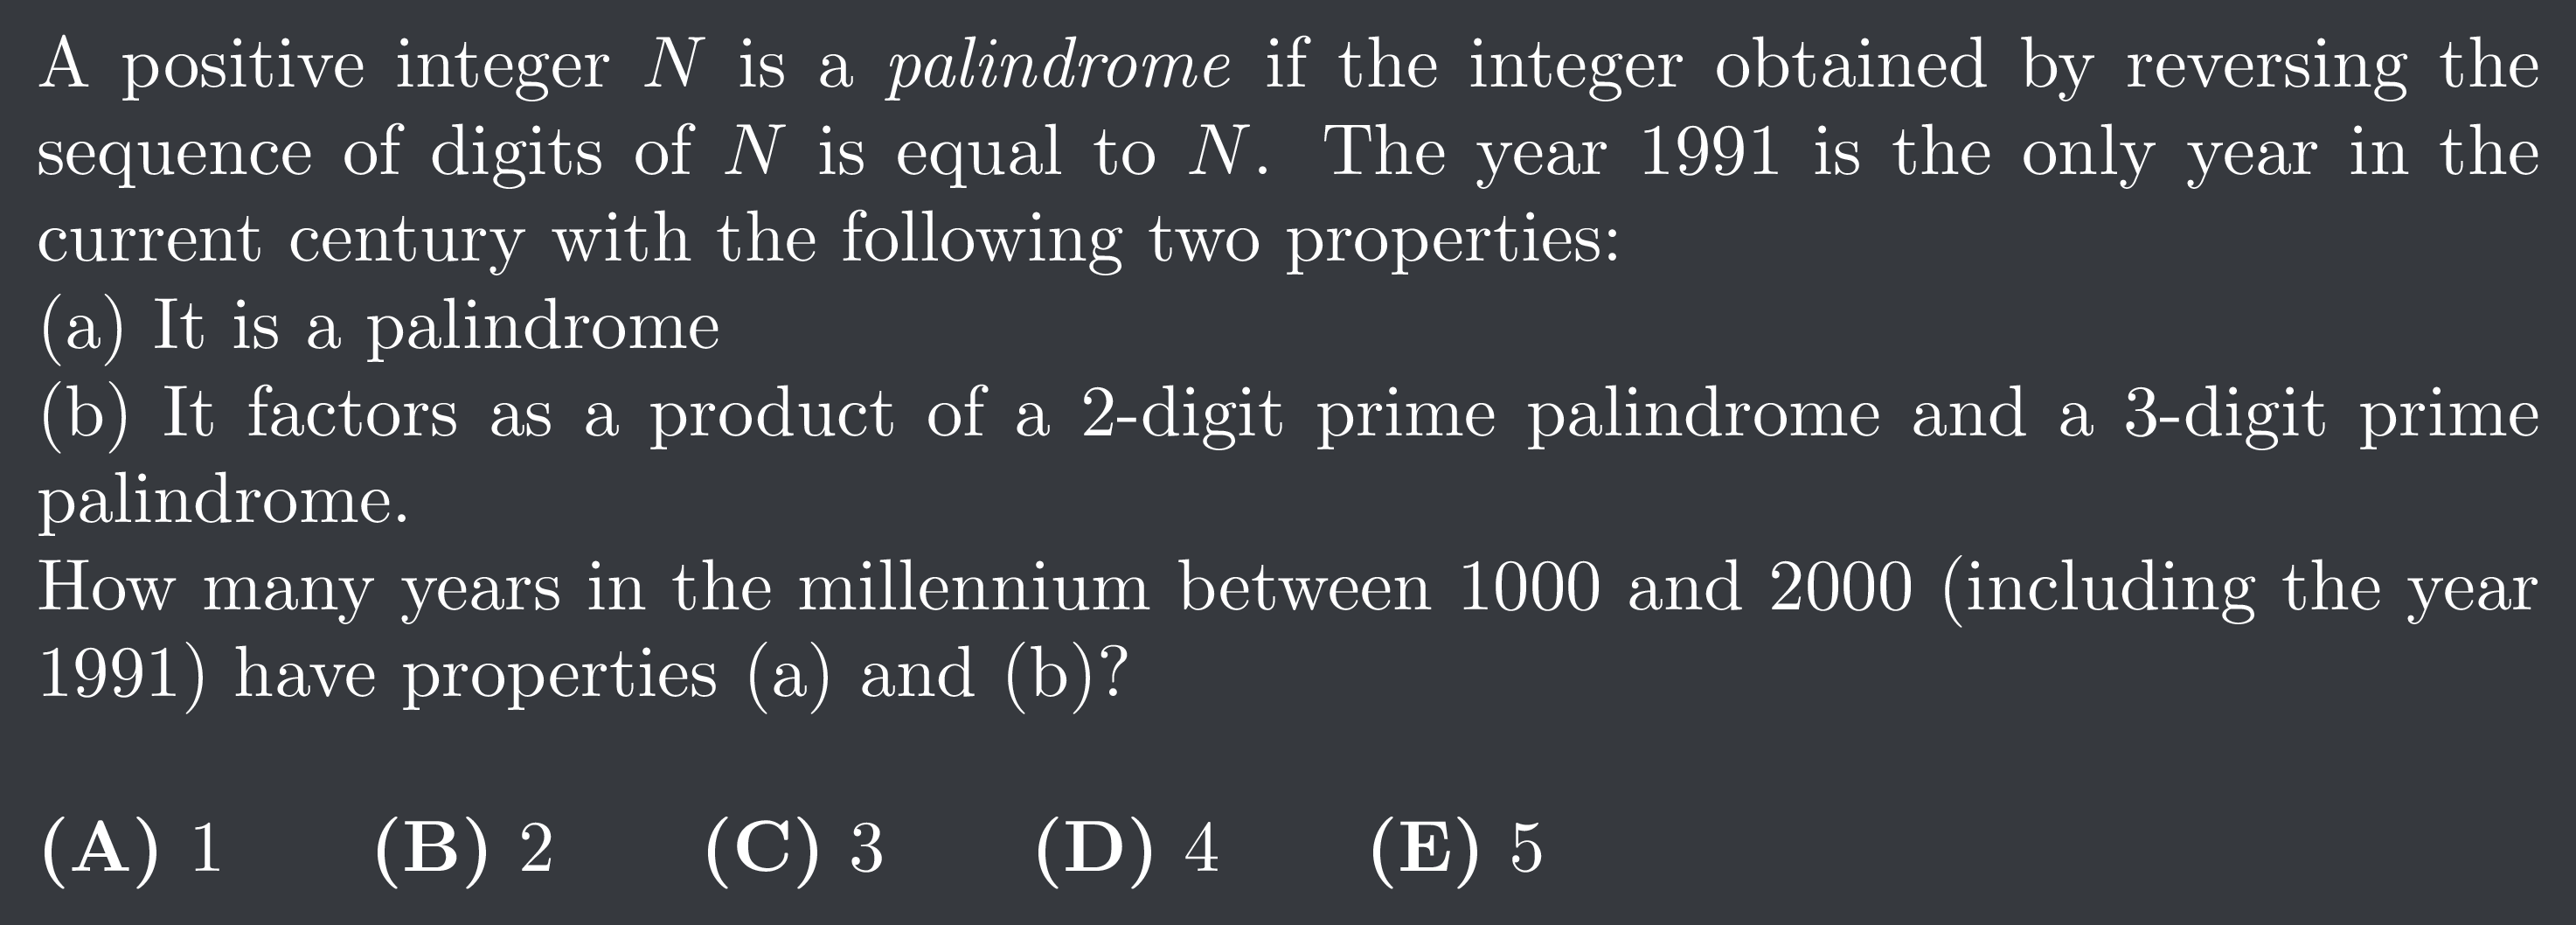 A positive integer N is a palindrome if the integer obtained by reversing the
sequence of digits of N is equal to N. The year 1991 is the only year in the
current century with the following two properties:
(a) It is a palindrome
(b) It factors as a product of a 2-digit prime palindrome and a 3-digit prime
palindrome.
How many years in the millennium between 1000 and 2000 (including the year
1991) have properties (a) and (b)?
(A) 1 (B) 2 (C) 3 (D) 4 (E) 5